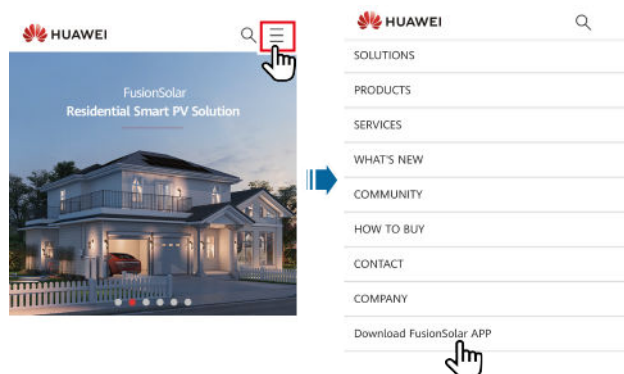 HUAWEI
FusionSolar
Residential Smart PV Solution
HUAWEI
SOLUTIONS
PRODUCTS
SERVICES
WHAT'S NEW
COMMUNITY
HOW TO BUY
CONTACT
COMPANY
Download FusionSolar APP